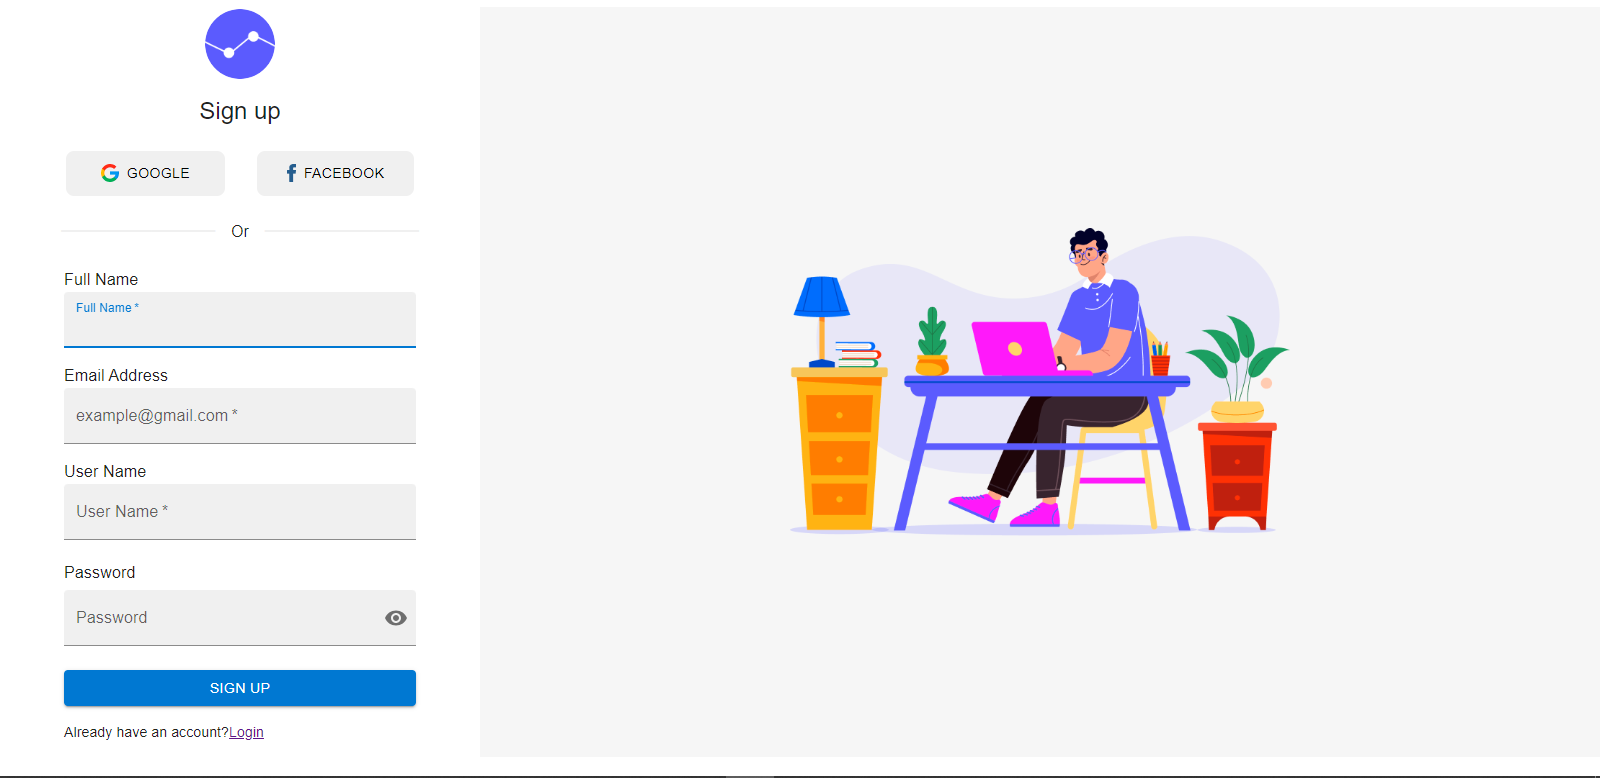 Sign up
GOOGLE FACEBOOK
Or
Full Name
Full Name *
Email Address
example@gmail.com *
User Name
User Name *
Password
Password
SIGN UP
Already have an account?Login